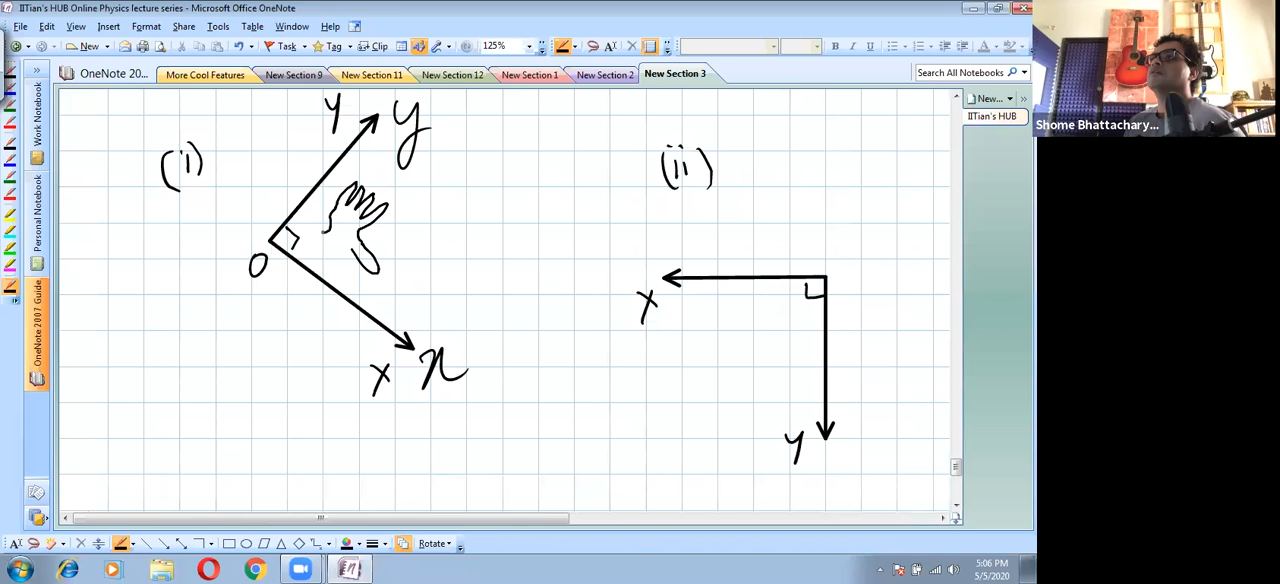 IITian's HUB Online Physics lecture series - Microsoft Office OneNote
File Edit View Insert Format Share Tools Table Window Help
New Task Tag Clip 125% A B I U
OneNote 20... More Cool Features New Section 9 New Section 11 New Section 12 New Section 1 New Section 2 New Section 3 Search All Notebooks
New...
IITian's HUB
Work Notebook
Personal Notebook
OneNote 2007 Guide
Shome Bhattachary...
(i)
y y
O
x x
(ii)
x
y
Rotate
5:06 PM
5/5/2020